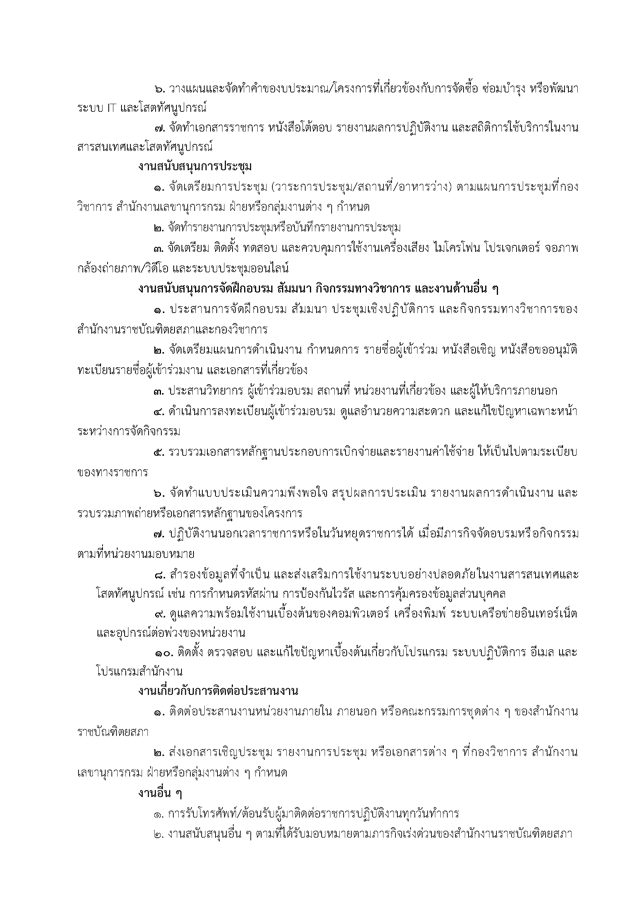 ๖. วางแผนและจัดทำคำของบประมาณ/โครงการที่เกี่ยวข้องกับการจัดซื้อ ซ่อมบำรุง หรือพัฒนา
ระบบ IT และโสตทัศนูปกรณ์
๗. จัดทำเอกสารราชการ หนังสือโต้ตอบ รายงานผลการปฏิบัติงาน และสถิติการใช้บริการในงาน
สารสนเทศและโสตทัศนูปกรณ์
งานสนับสนุนการประชุม
๑. จัดเตรียมการประชุม (วาระการประชุม/สถานที่/อาหารว่าง) ตามแผนการประชุมที่กอง
วิชาการ สำนักงานเลขานุการกรม ฝ่ายหรือกลุ่มงานต่าง ๆ กำหนด
๒. จัดทำรายงานการประชุมหรือบันทึกรายงานการประชุม
๓. จัดเตรียม ติดตั้ง ทดสอบ และควบคุมการใช้งานเครื่องเสียง ไมโครโฟน โปรเจกเตอร์ จอภาพ
กล้องถ่ายภาพ/วิดีโอ และระบบประชุมออนไลน์
งานสนับสนุนการจัดฝึกอบรม สัมมนา กิจกรรมทางวิชาการ และงานด้านอื่น ๆ
๑. ประสานการจัดฝึกอบรม สัมมนา ประชุมเชิงปฏิบัติการ และกิจกรรมทางวิชาการของ
สำนักงานราชบัณฑิตยสภาและกองวิชาการ
๒. จัดเตรียมแผนการดำเนินงาน กำหนดการ รายชื่อผู้เข้าร่วม หนังสือเชิญ หนังสือขออนุมัติ
ทะเบียนรายชื่อผู้เข้าร่วมงาน และเอกสารที่เกี่ยวข้อง
๓. ประสานวิทยากร ผู้เข้าร่วมอบรม สถานที่ หน่วยงานที่เกี่ยวข้อง และผู้ให้บริการภายนอก
๔. ดำเนินการลงทะเบียนผู้เข้าร่วมอบรม ดูแลอำนวยความสะดวก และแก้ไขปัญหาเฉพาะหน้า
ระหว่างการจัดกิจกรรม
๕. รวบรวมเอกสารหลักฐานประกอบการเบิกจ่ายและรายงานค่าใช้จ่าย ให้เป็นไปตามระเบียบ
ของทางราชการ
๖. จัดทำแบบประเมินความพึงพอใจ สรุปผลการประเมิน รายงานผลการดำเนินงาน และ
รวบรวมภาพถ่ายหรือเอกสารหลักฐานของโครงการ
๗. ปฏิบัติงานนอกเวลาราชการหรือในวันหยุดราชการได้ เมื่อมีภารกิจจัดอบรมหรือกิจกรรม
ตามที่หน่วยงานมอบหมาย
๘. สำรองข้อมูลที่จำเป็น และส่งเสริมการใช้งานระบบอย่างปลอดภัยในงานสารสนเทศและ
โสตทัศนูปกรณ์ เช่น การกำหนดรหัสผ่าน การป้องกันไวรัส และการคุ้มครองข้อมูลส่วนบุคคล
๙. ดูแลความพร้อมใช้งานเบื้องต้นของคอมพิวเตอร์ เครื่องพิมพ์ ระบบเครือข่ายอินเทอร์เน็ต
และอุปกรณ์ต่อพ่วงของหน่วยงาน
๑๐. ติดตั้ง ตรวจสอบ และแก้ไขปัญหาเบื้องต้นเกี่ยวกับโปรแกรม ระบบปฏิบัติการ อีเมล และ
โปรแกรมสำนักงาน
งานเกี่ยวกับการติดต่อประสานงาน
๑. ติดต่อประสานงานหน่วยงานภายใน ภายนอก หรือคณะกรรมการชุดต่าง ๆ ของสำนักงาน
ราชบัณฑิตยสภา
๒. ส่งเอกสารเชิญประชุม รายงานการประชุม หรือเอกสารต่าง ๆ ที่กองวิชาการ สำนักงาน
เลขานุการกรม ฝ่ายหรือกลุ่มงานต่าง ๆ กำหนด
งานอื่น ๆ
๑. การรับโทรศัพท์/ต้อนรับผู้มาติดต่อราชการปฏิบัติงานทุกวันทำการ
๒. งานสนับสนุนอื่น ๆ ตามที่ได้รับมอบหมายตามภารกิจเร่งด่วนของสำนักงานราชบัณฑิตยสภา